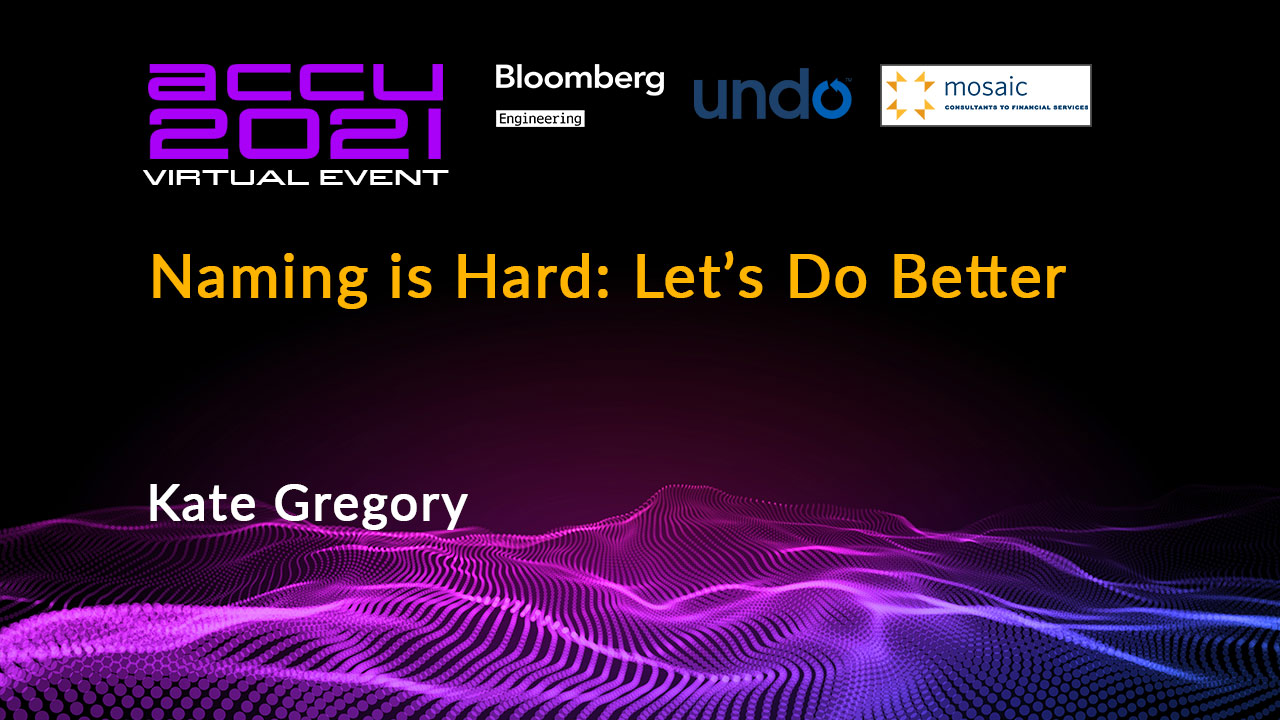 accu
2021
VIRTUAL EVENT
Bloomberg
Engineering
undo
TM
mosaic
CONSULTANTS TO FINANCIAL SERVICES
Naming is Hard: Let’s Do Better
Kate Gregory